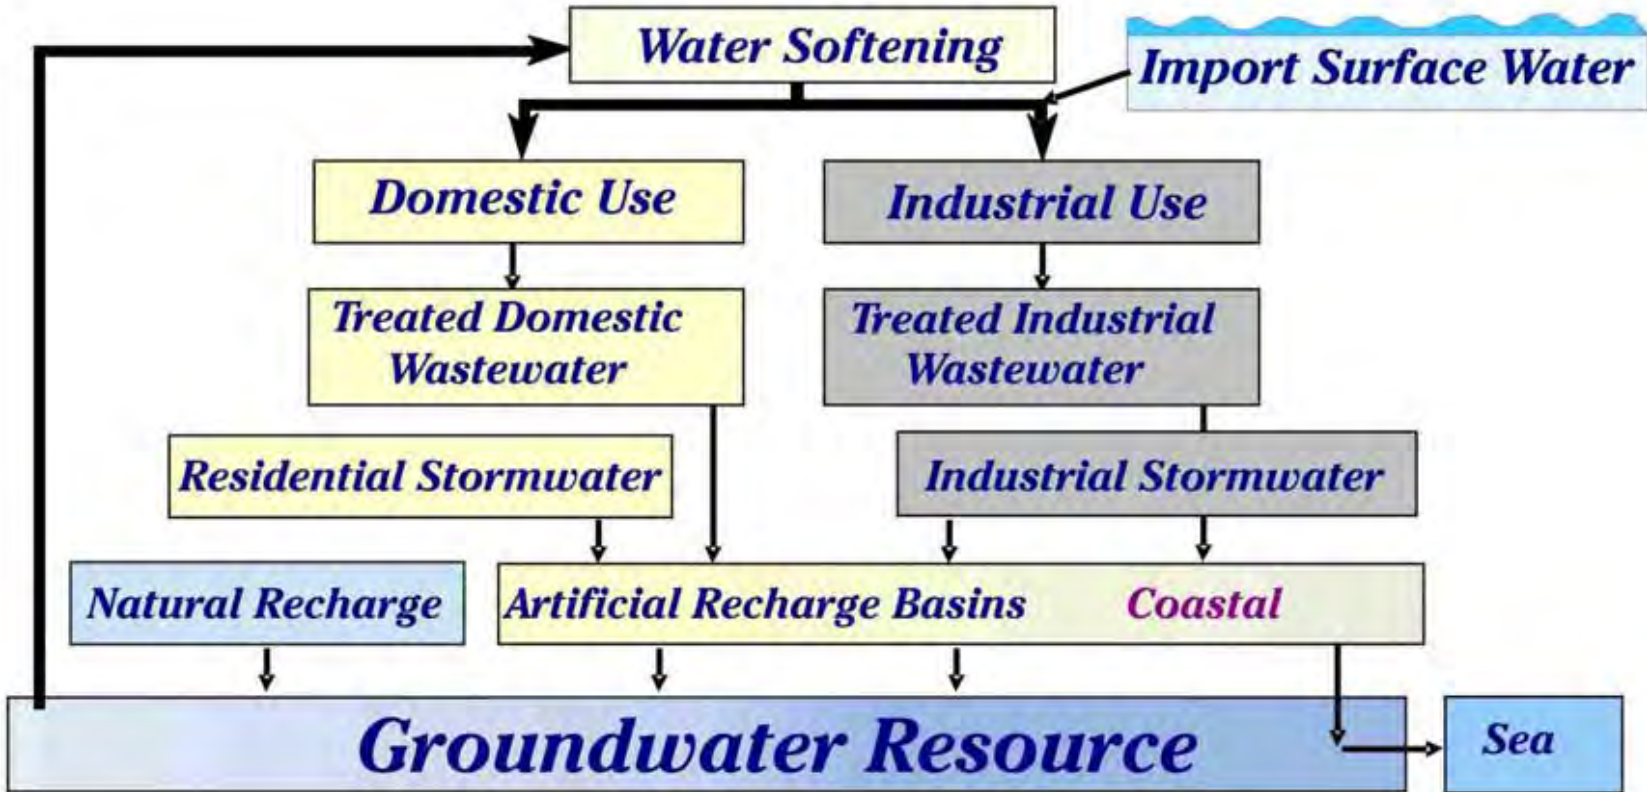 Water Softening
Import Surface Water
Domestic Use
Industrial Use
Treated Domestic
Wastewater
Treated Industrial
Wastewater
Residential Stormwater
Industrial Stormwater
Natural Recharge
Artificial Recharge Basins
Coastal
Groundwater Resource
Sea